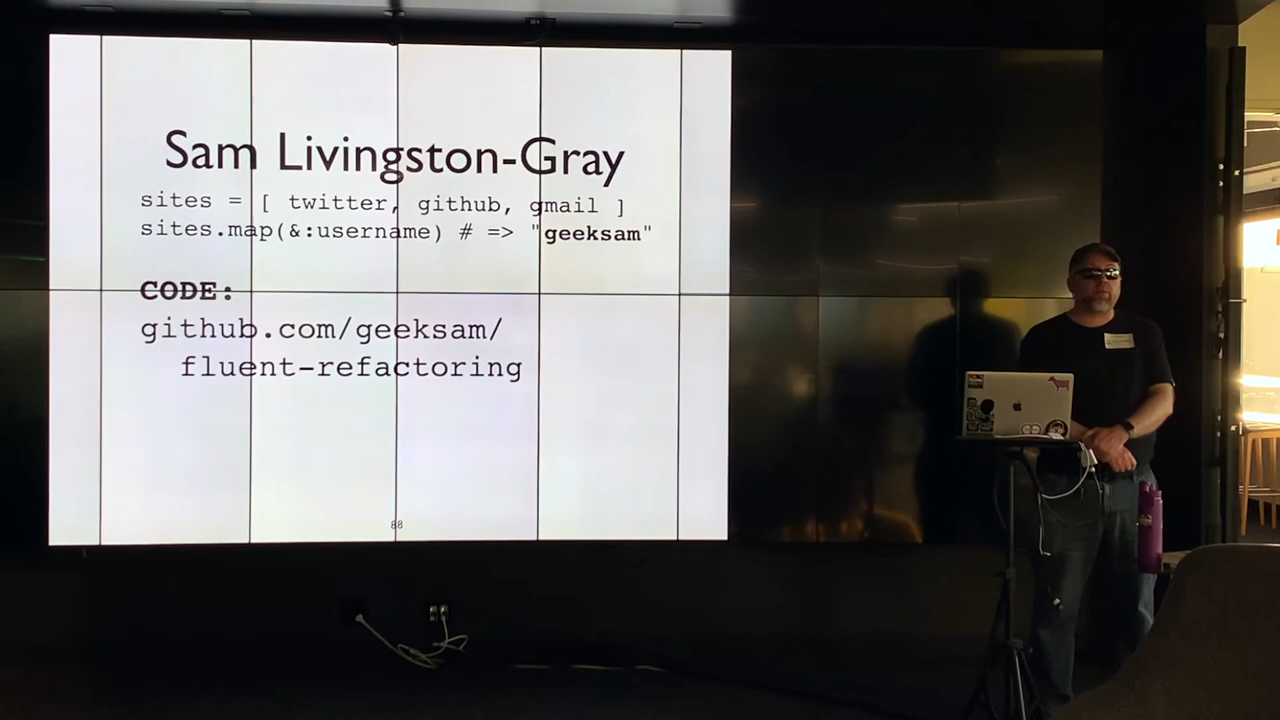 Sam Livingston-Gray
sites = [ twitter, github, gmail ]
sites.map(&:username) # => "geeksam"
CODE:
github.com/geeksam/
fluent-refactoring
88